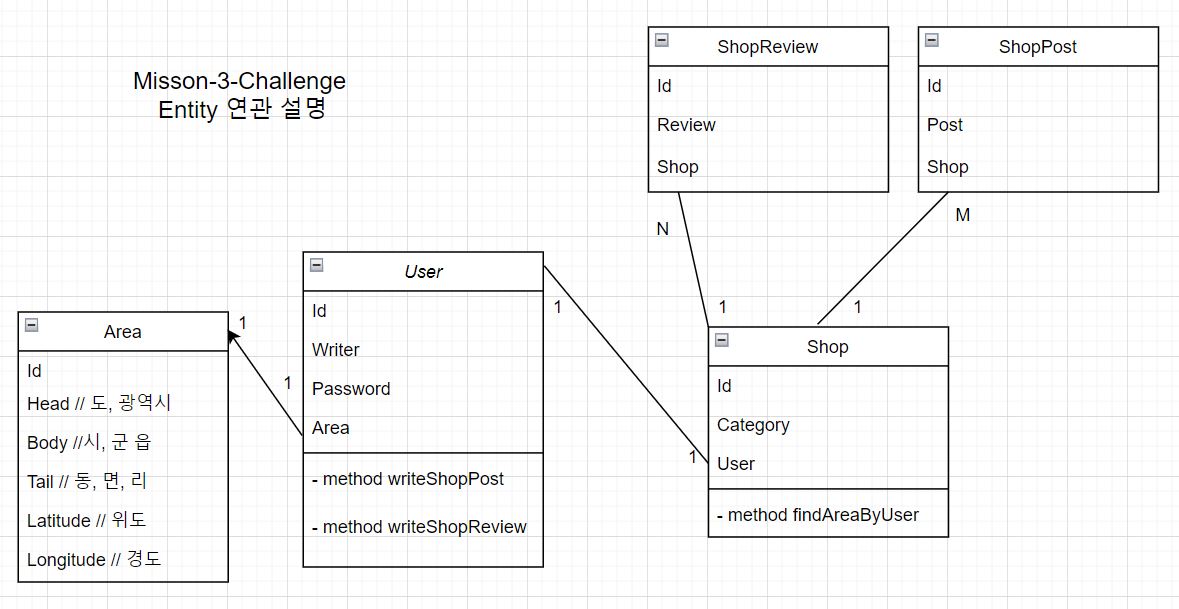 Misson-3-Challenge
Entity 연관 설명
ShopReview
Id
Review
Shop
ShopPost
Id
Post
Shop
N
M
1
1
User
Id
Writer
Password
Area
- method writeShopPost
- method writeShopReview
1
1
Area
Id
Head // 도, 광역시
Body //시, 군 읍
Tail // 동, 면, 리
Latitude // 위도
Longitude // 경도
1
1
Shop
Id
Category
User
- method findAreaByUser